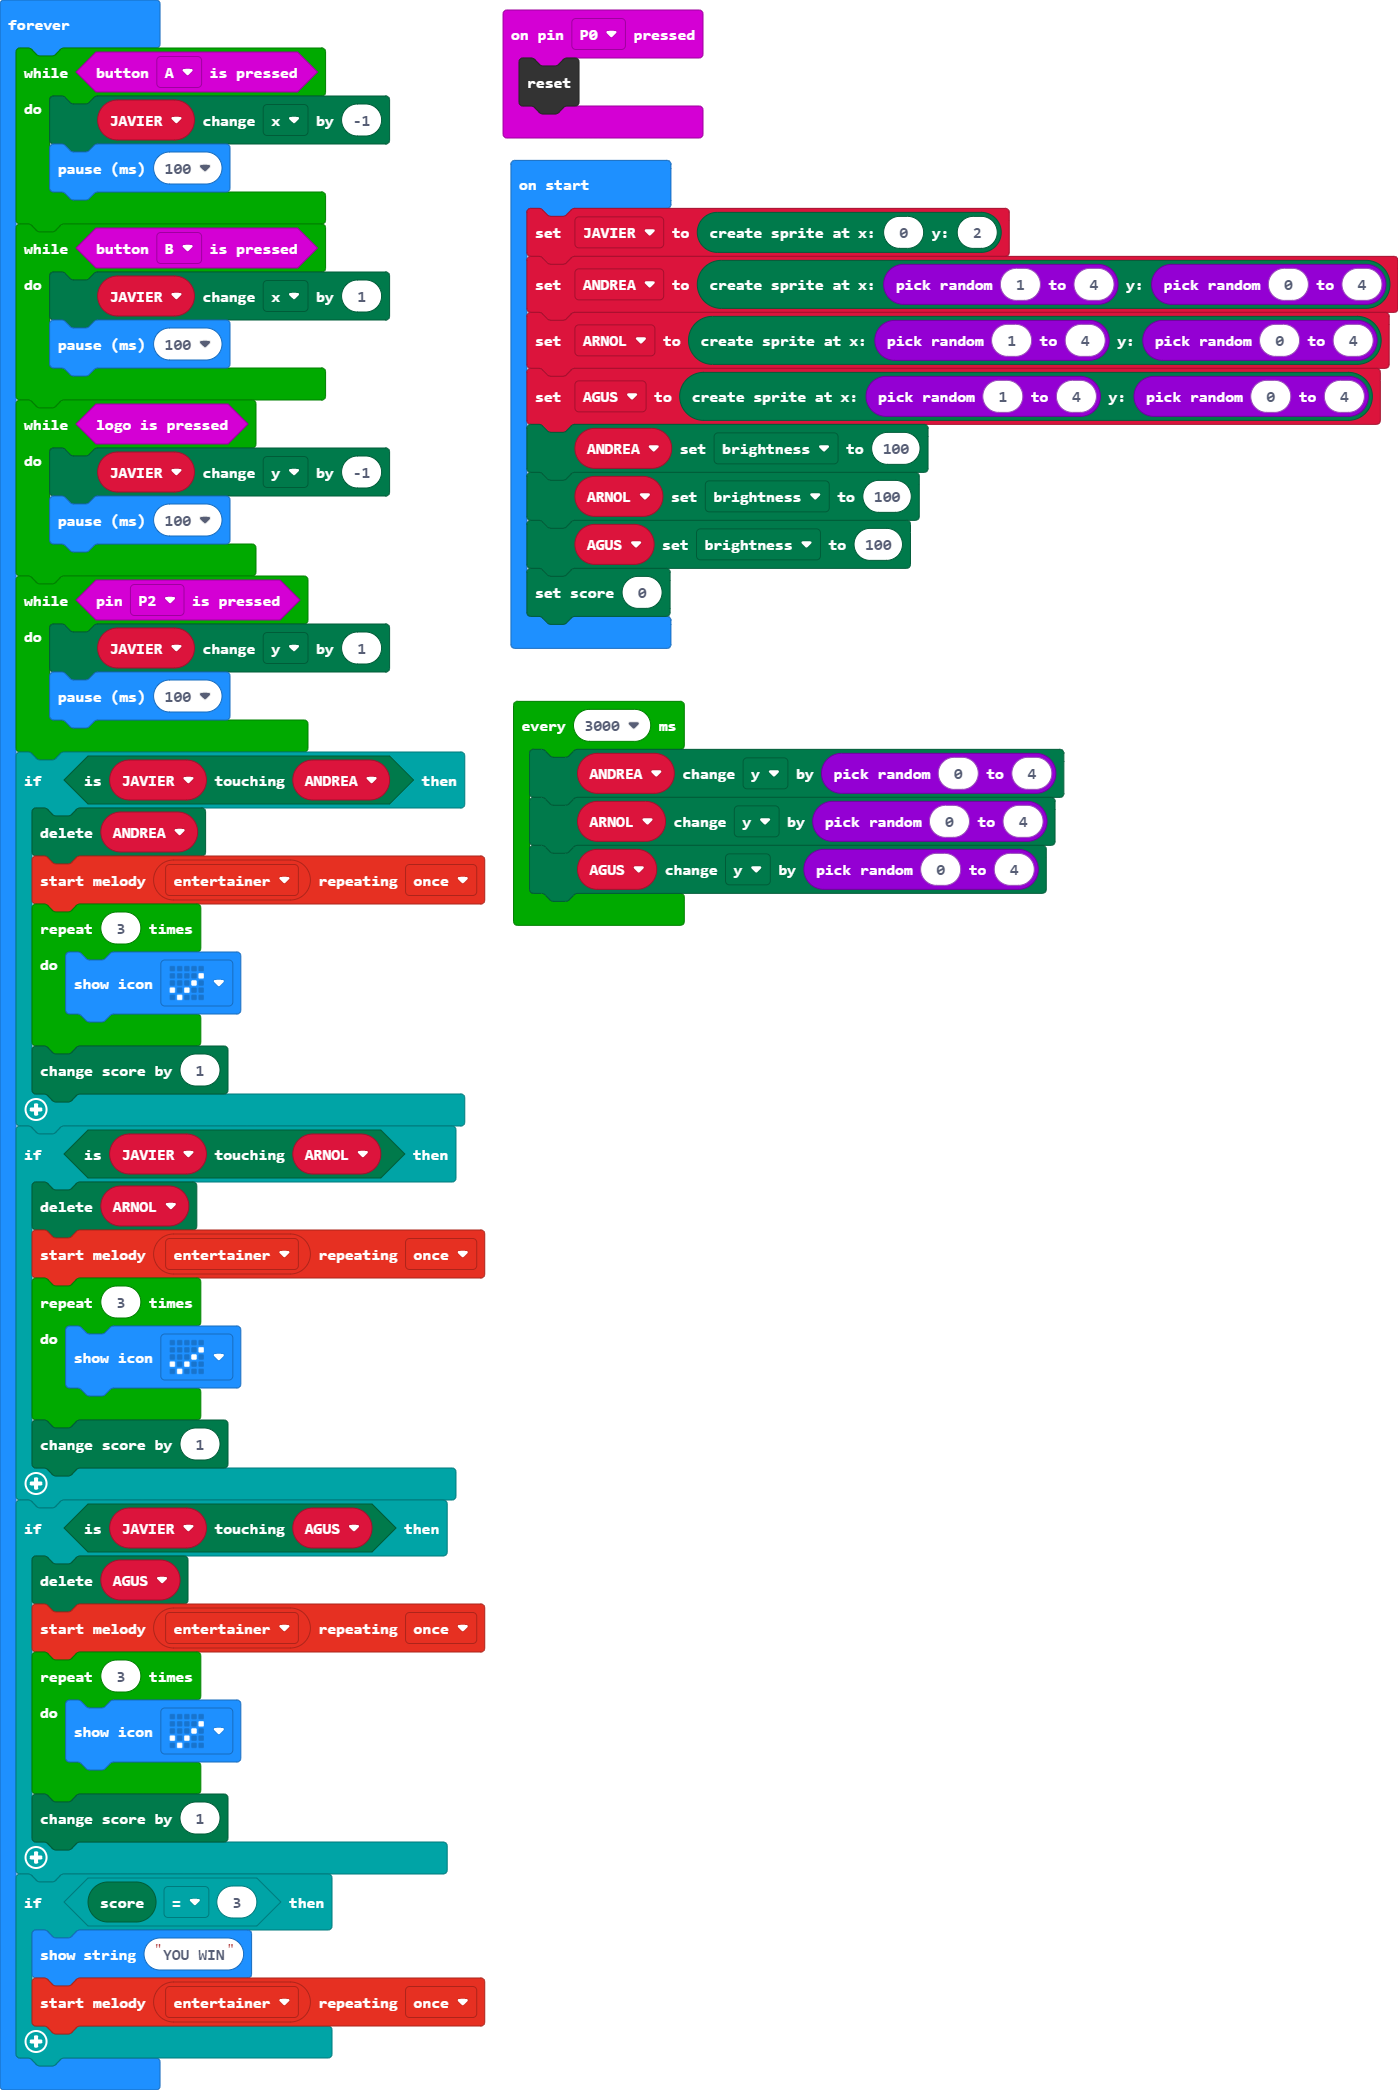 forever
while button A is pressed
do JAVIER change x by -1
pause (ms) 100
while button B is pressed
do JAVIER change x by 1
pause (ms) 100
while logo is pressed
do JAVIER change y by -1
pause (ms) 100
while pin P2 is pressed
do JAVIER change y by 1
pause (ms) 100
if is JAVIER touching ANDREA then
delete ANDREA
start melody entertainer repeating once
repeat 3 times
do show icon
change score by 1
if is JAVIER touching ARNOL then
delete ARNOL
start melody entertainer repeating once
repeat 3 times
do show icon
change score by 1
if is JAVIER touching AGUS then
delete AGUS
start melody entertainer repeating once
repeat 3 times
do show icon
change score by 1
if score = 3 then
show string "YOU WIN"
start melody entertainer repeating once
on pin P0 pressed
reset
on start
set JAVIER to create sprite at x: 0 y: 2
set ANDREA to create sprite at x: pick random 1 to 4 y: pick random 0 to 4
set ARNOL to create sprite at x: pick random 1 to 4 y: pick random 0 to 4
set AGUS to create sprite at x: pick random 1 to 4 y: pick random 0 to 4
ANDREA set brightness to 100
ARNOL set brightness to 100
AGUS set brightness to 100
set score 0
every 3000 ms
ANDREA change y by pick random 0 to 4
ARNOL change y by pick random 0 to 4
AGUS change y by pick random 0 to 4